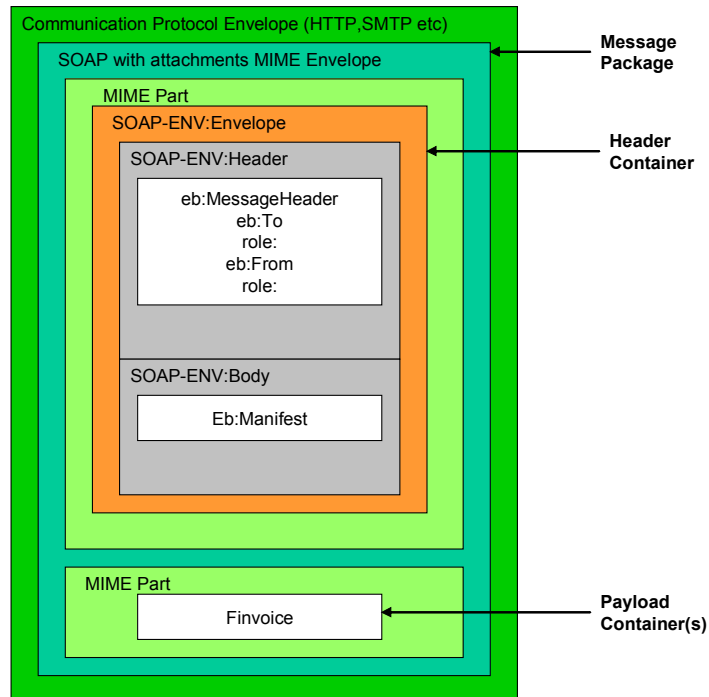 Communication Protocol Envelope (HTTP,SMTP etc)
SOAP with attachments MIME Envelope
Message
Package
MIME Part
SOAP-ENV:Envelope
Header
Container
SOAP-ENV:Header
eb:MessageHeader
eb:To
role:
eb:From
role:
SOAP-ENV:Body
Eb:Manifest
MIME Part
Finvoice
Payload
Container(s)